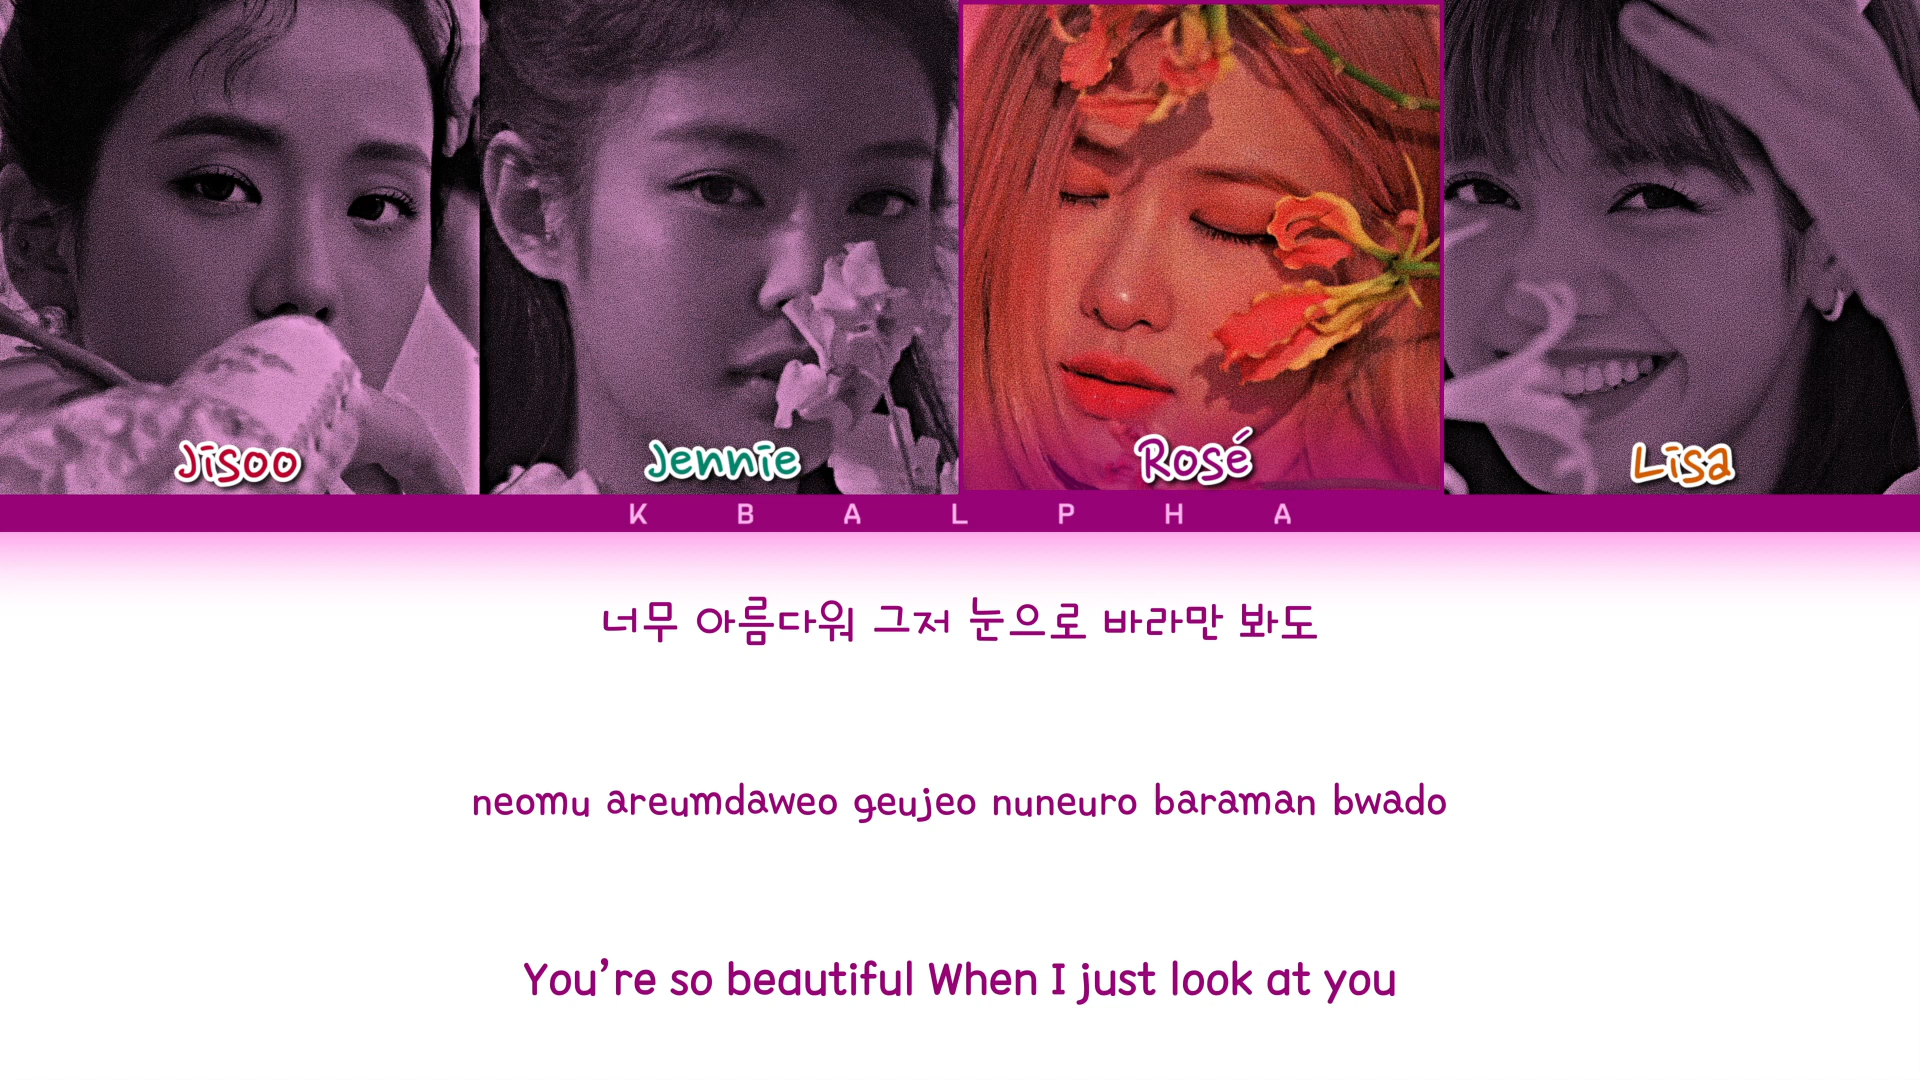 Jisoo Jennie Rosé Lisa
K B A L P H A
너무 아름다워 그저 눈으로 바라만 봐도
neomu areumdaweo geujeo nuneuro baraman bwado
You’re so beautiful When I just look at you